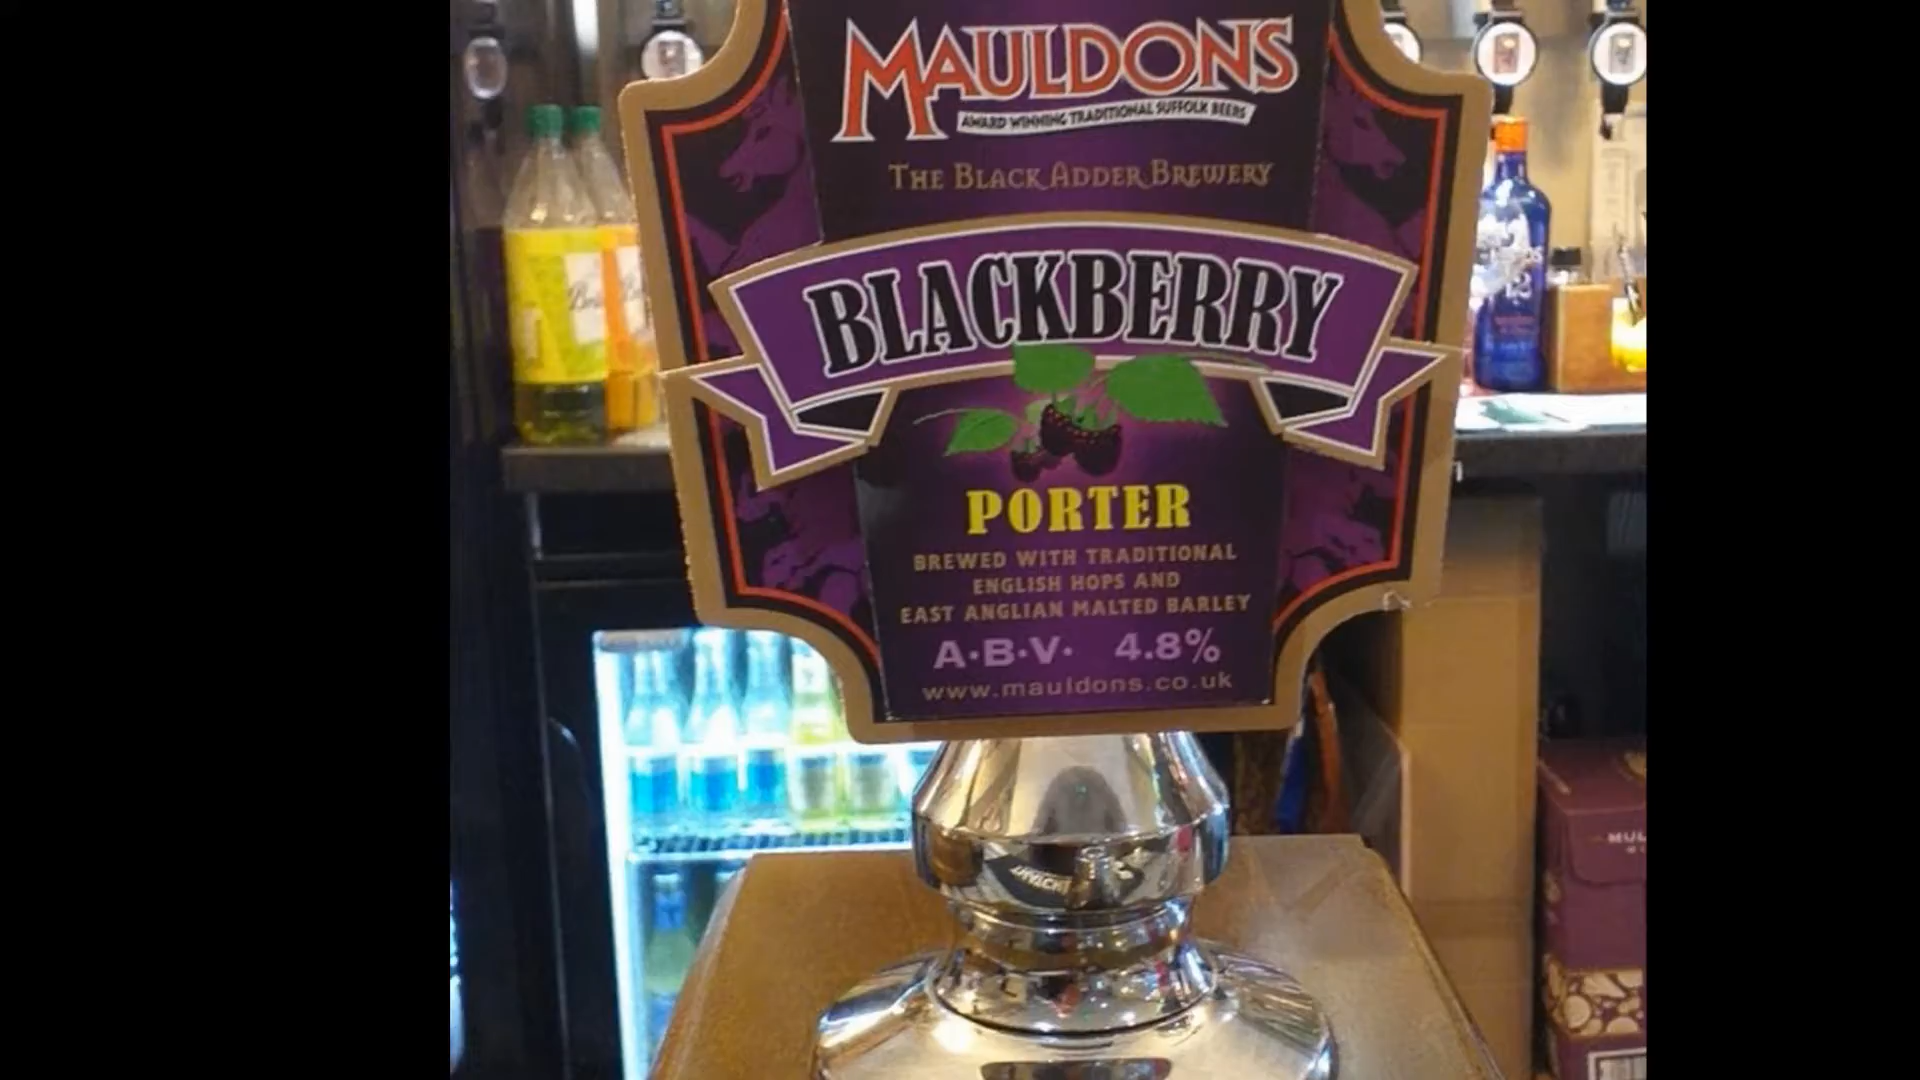 MAULDONS
AWARD WINNING TRADITIONAL SUFFOLK BEERS
THE BLACK ADDER BREWERY
BLACKBERRY
PORTER
BREWED WITH TRADITIONAL
ENGLISH HOPS AND
EAST ANGLIAN MALTED BARLEY
A·B·V· 4.8%
www.mauldons.co.uk